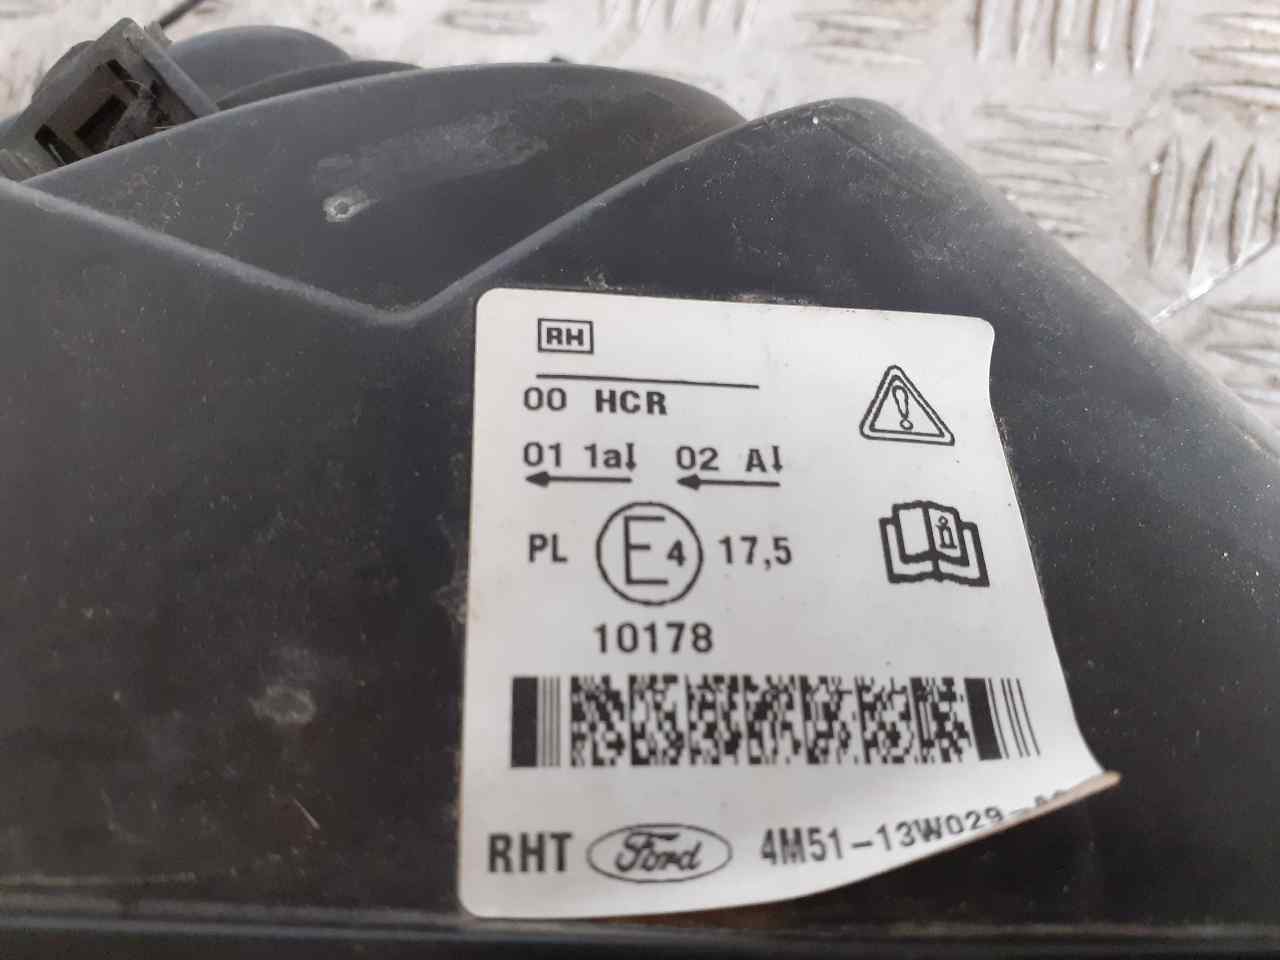 RH
00 HCR
01 1a↓ 02 A↓
PL E4 17,5
10178
RHT Ford 4M51-13W029-